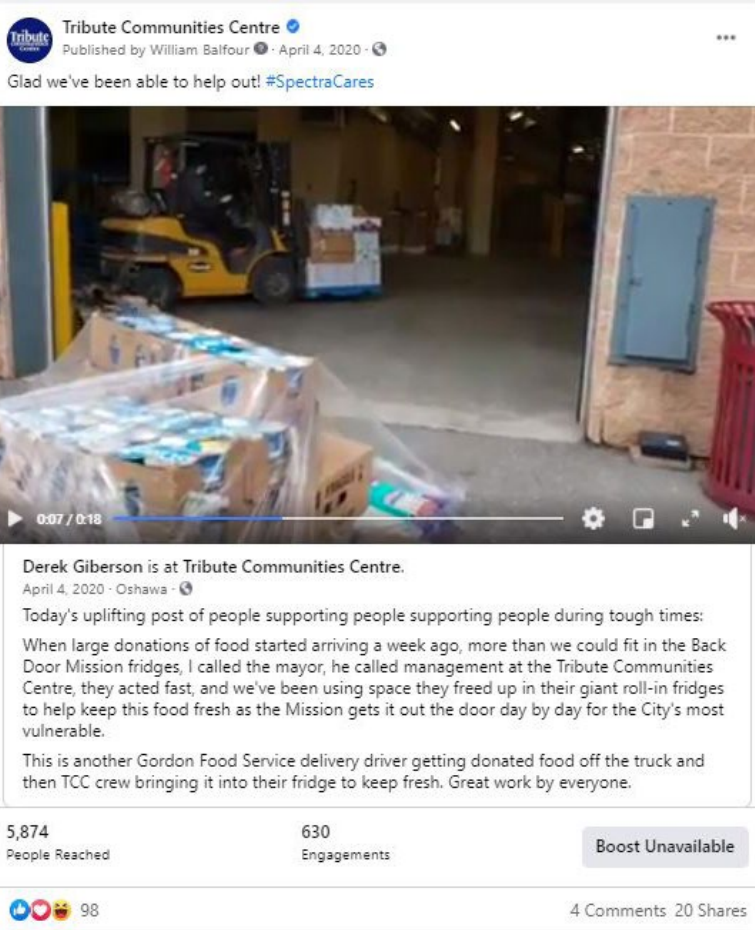 Tribute
Communities
Centre
Tribute Communities Centre
Published by William Balfour · April 4, 2020 ·
Glad we've been able to help out! #SpectraCares
0:07 / 0:18
Derek Giberson is at Tribute Communities Centre.
April 4, 2020 · Oshawa ·
Today's uplifting post of people supporting people supporting people during tough times:
When large donations of food started arriving a week ago, more than we could fit in the Back
Door Mission fridges, I called the mayor, he called management at the Tribute Communities
Centre, they acted fast, and we've been using space they freed up in their giant roll-in fridges
to help keep this food fresh as the Mission gets it out the door day by day for the City's most
vulnerable.
This is another Gordon Food Service delivery driver getting donated food off the truck and
then TCC crew bringing it into their fridge to keep fresh. Great work by everyone.
5,874
People Reached
630
Engagements
Boost Unavailable
98
4 Comments 20 Shares